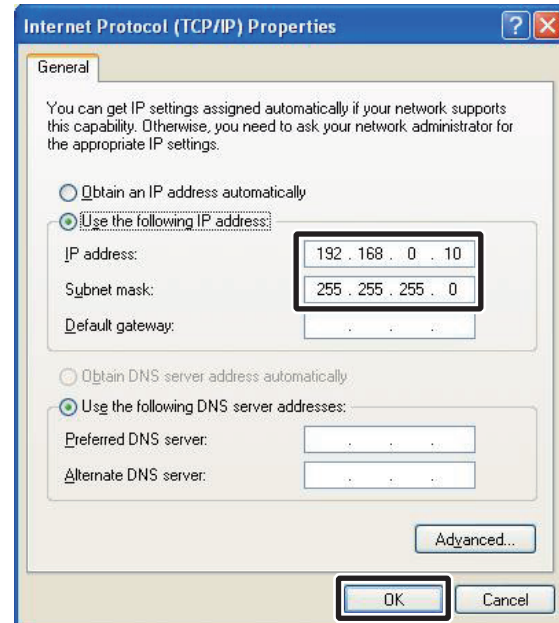 Internet Protocol (TCP/IP) Properties
General
You can get IP settings assigned automatically if your network supports
this capability. Otherwise, you need to ask your network administrator for
the appropriate IP settings.
Obtain an IP address automatically
Use the following IP address:
IP address: 192 . 168 . 0 . 10
Subnet mask: 255 . 255 . 255 . 0
Default gateway: . . .
Obtain DNS server address automatically
Use the following DNS server addresses:
Preferred DNS server: . . .
Alternate DNS server: . . .
Advanced...
OK Cancel